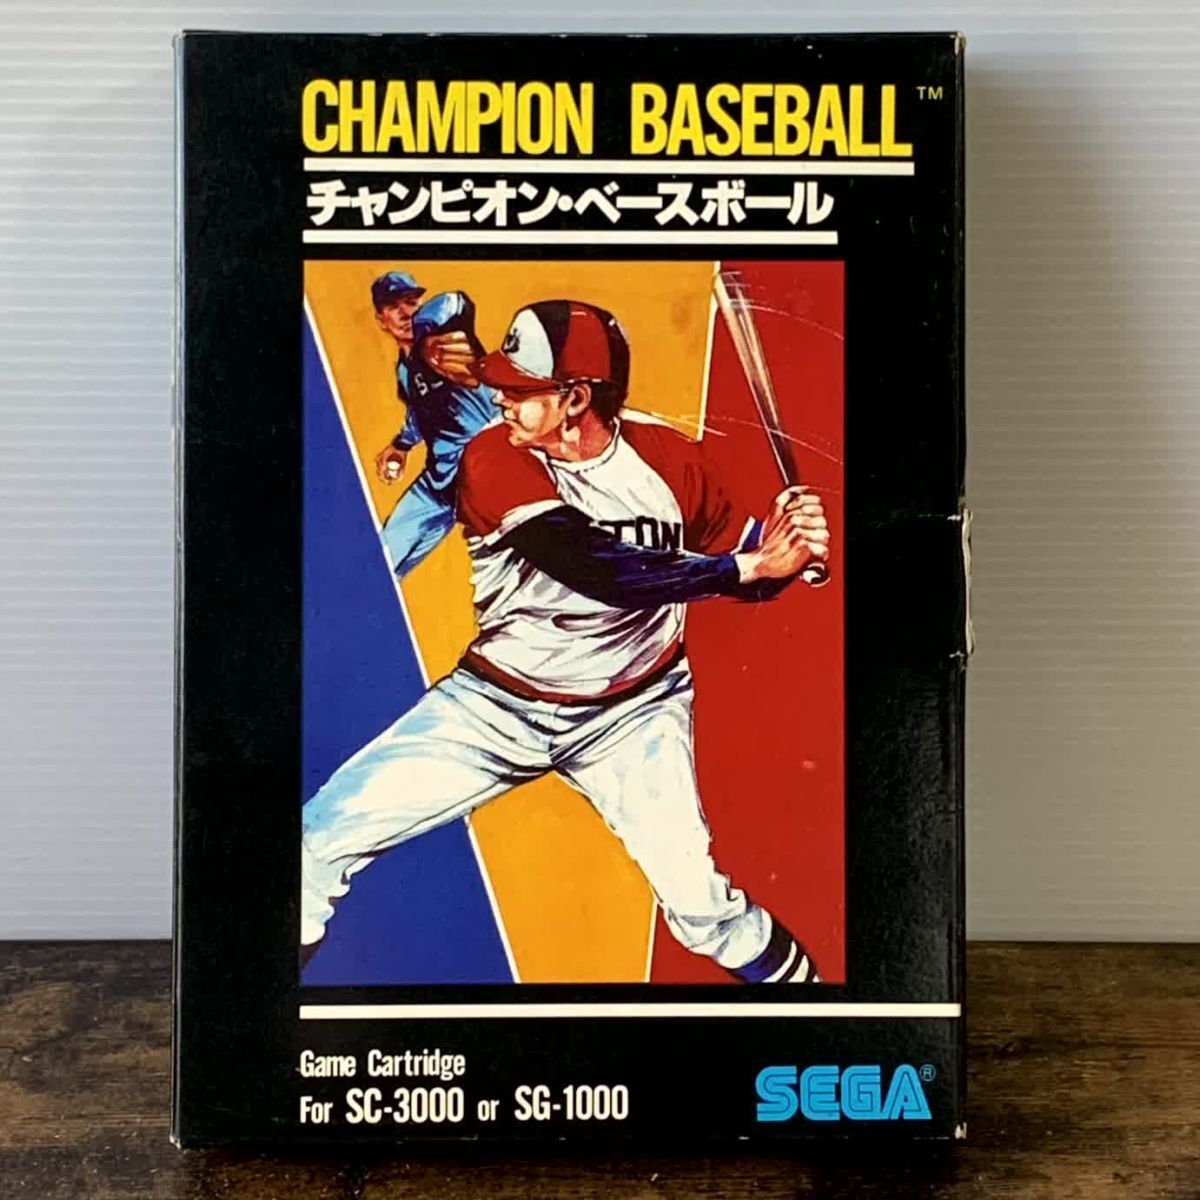 CHAMPION BASEBALL™
チャンピオン・ベースボール
S
TON
Game Cartridge
For SC-3000 or SG-1000
SEGA®